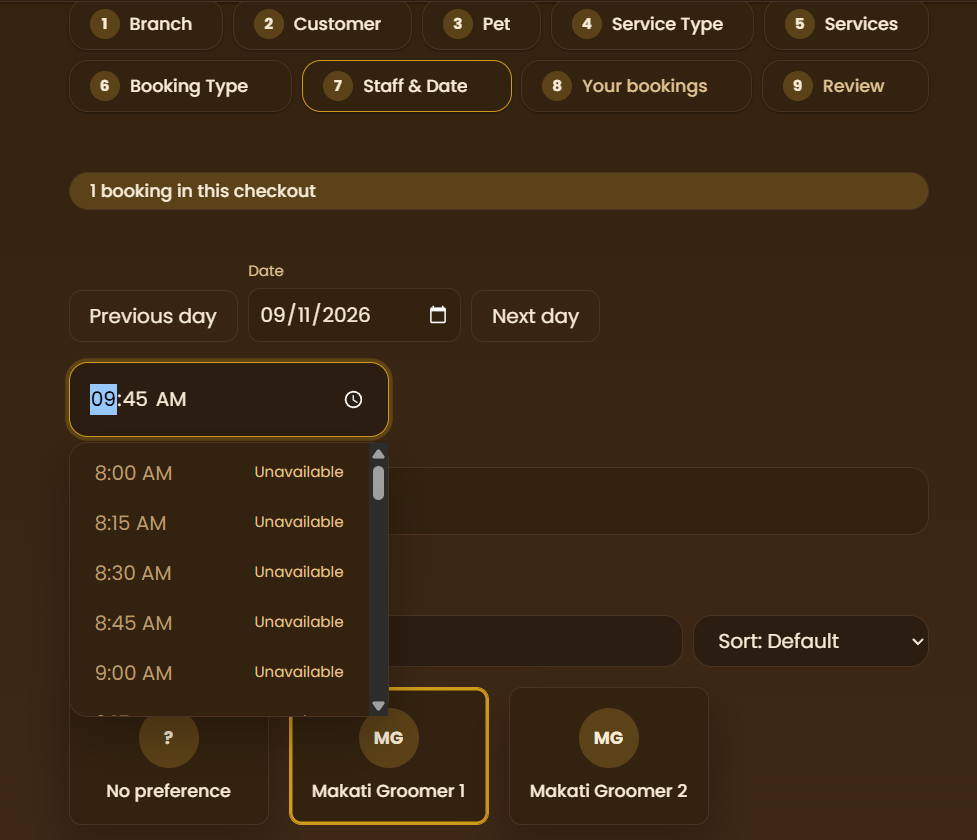 1 Branch
2 Customer
3 Pet
4 Service Type
5 Services
6 Booking Type
7 Staff & Date
8 Your bookings
9 Review
1 booking in this checkout
Date
Previous day
09/11/2026
Next day
09:45 AM
8:00 AM Unavailable
8:15 AM Unavailable
8:30 AM Unavailable
8:45 AM Unavailable
9:00 AM Unavailable
Sort: Default
?
No preference
MG
Makati Groomer 1
MG
Makati Groomer 2